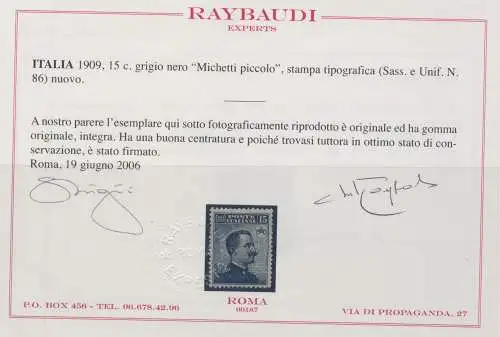 RAYBAUDI
EXPERTS
ITALIA 1909, 15 c. grigio nero “Michetti piccolo”, stampa tipografica (Sass. e Unif. N.
86) nuovo.
A nostro parere l'esemplare qui sotto fotograficamente riprodotto è originale ed ha gomma
originale, integra. Ha una buona centratura e poiché trovasi tuttora in ottimo stato di con-
servazione, è stato firmato.
Roma, 19 giugno 2006
POSTE 15
ITALIANE
ROMA
00187
P.O. BOX 456 - TEL. 06.678.42.96
VIA DI PROPAGANDA, 27